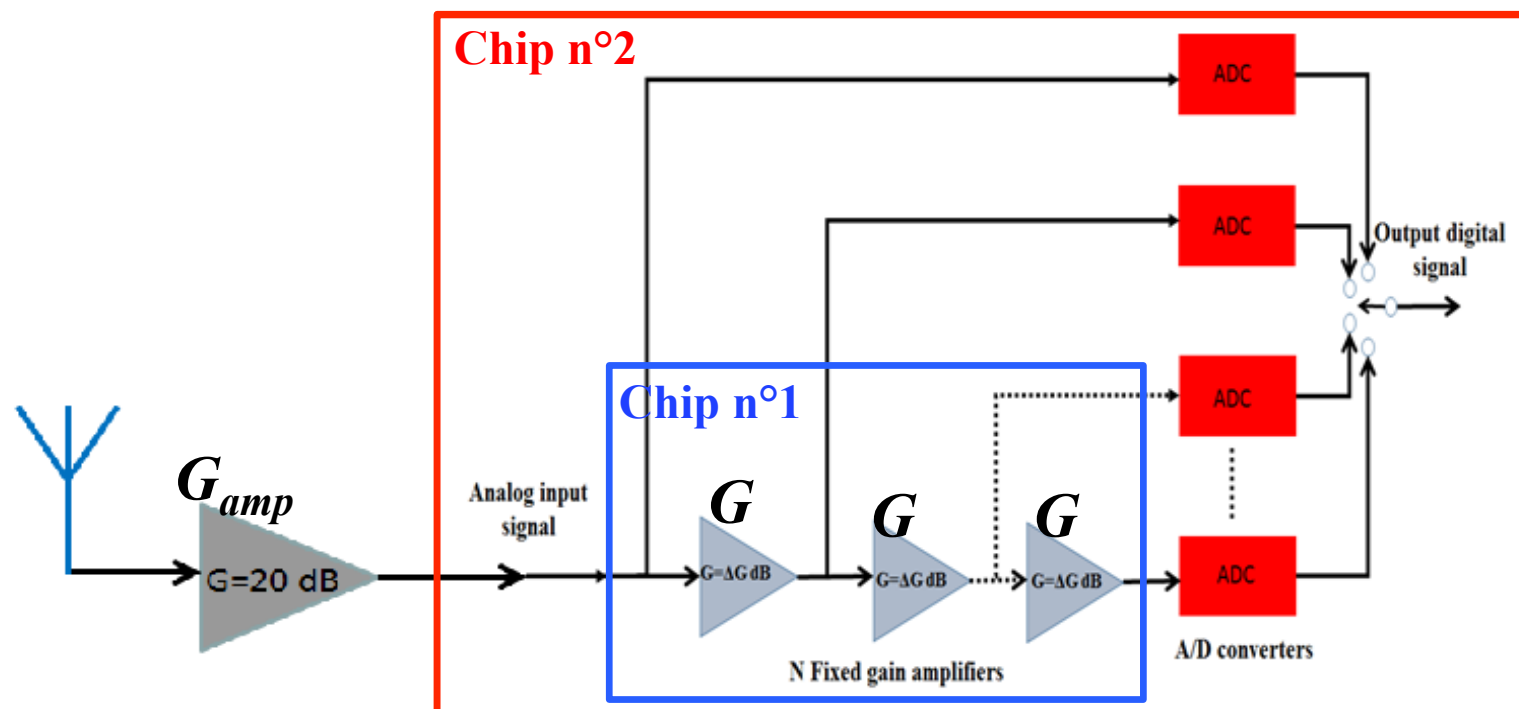 Chip n°2
ADC
ADC
Output digital
signal
Chip n°1
ADC
G_amp
Analog input
signal
G
G
G
G=20 dB
G=ΔG dB
G=ΔG dB
G=ΔG dB
ADC
N Fixed gain amplifiers
A/D converters